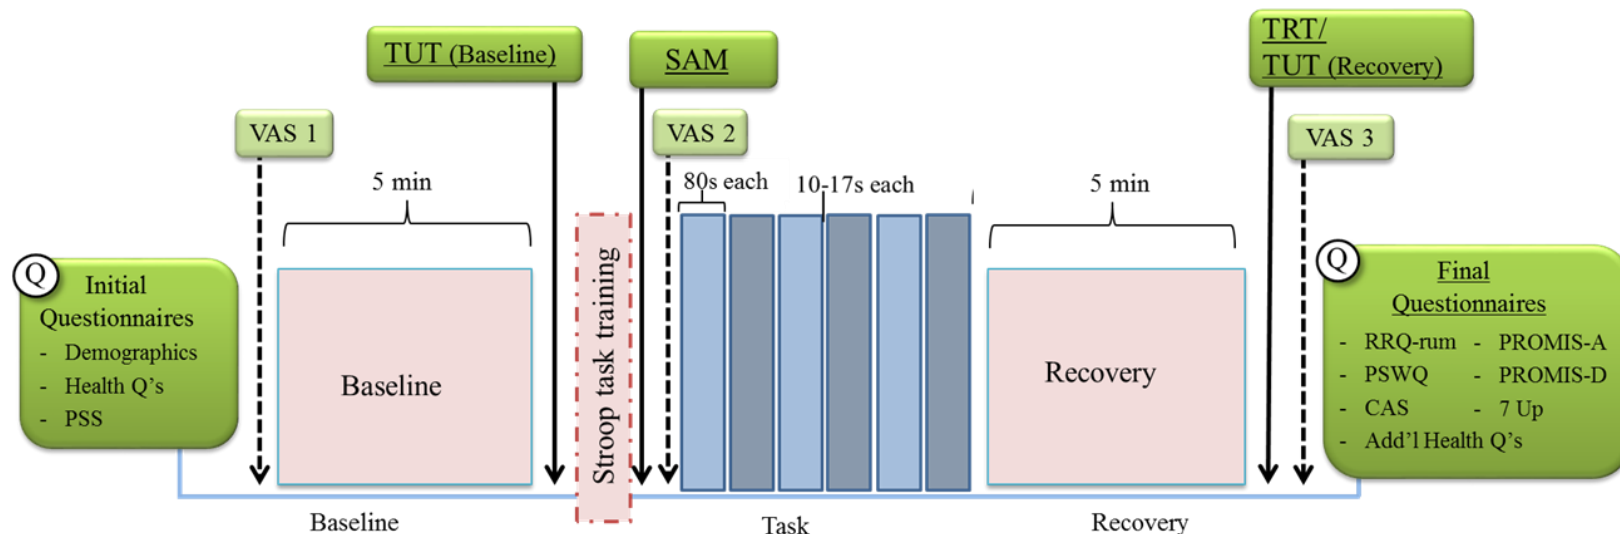 TUT (Baseline)
SAM
TRT/
TUT (Recovery)
VAS 1
VAS 2
VAS 3
5 min
80s each
10-17s each
5 min
Q
Initial
Questionnaires
- Demographics
- Health Q's
- PSS
Baseline
Stroop task training
Recovery
Q
Final
Questionnaires
- RRQ-rum - PROMIS-A
- PSWQ - PROMIS-D
- CAS - 7 Up
- Add'l Health Q's
Baseline
Task
Recovery